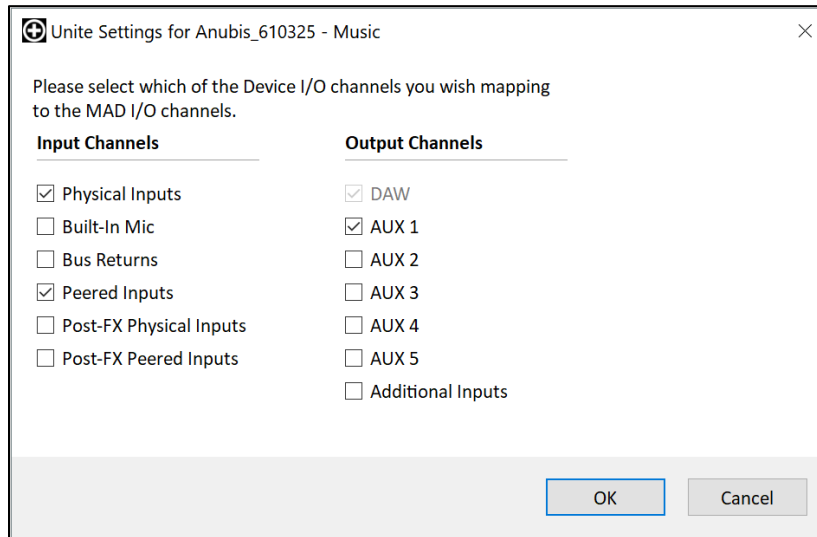 Unite Settings for Anubis_610325 - Music
Please select which of the Device I/O channels you wish mapping
to the MAD I/O channels.
Input Channels
Physical Inputs
Built-In Mic
Bus Returns
Peered Inputs
Post-FX Physical Inputs
Post-FX Peered Inputs
Output Channels
DAW
AUX 1
AUX 2
AUX 3
AUX 4
AUX 5
Additional Inputs
OK
Cancel